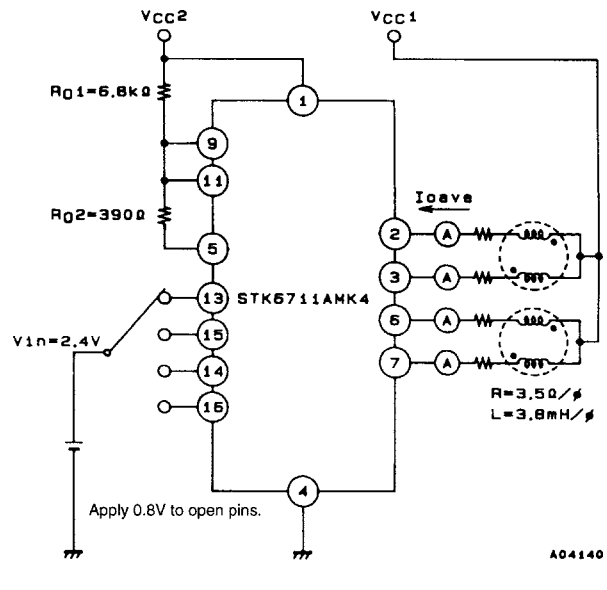 VCC2
VCC1
RO1=6.8kΩ
1
9
11
RO2=390Ω
Ioave
2
A
5
3
A
13
STK6711AMK4
6
A
15
Vin=2.4V
7
A
14
R=3.5Ω/ø
L=3.8mH/ø
16
4
Apply 0.8V to open pins.
A04140